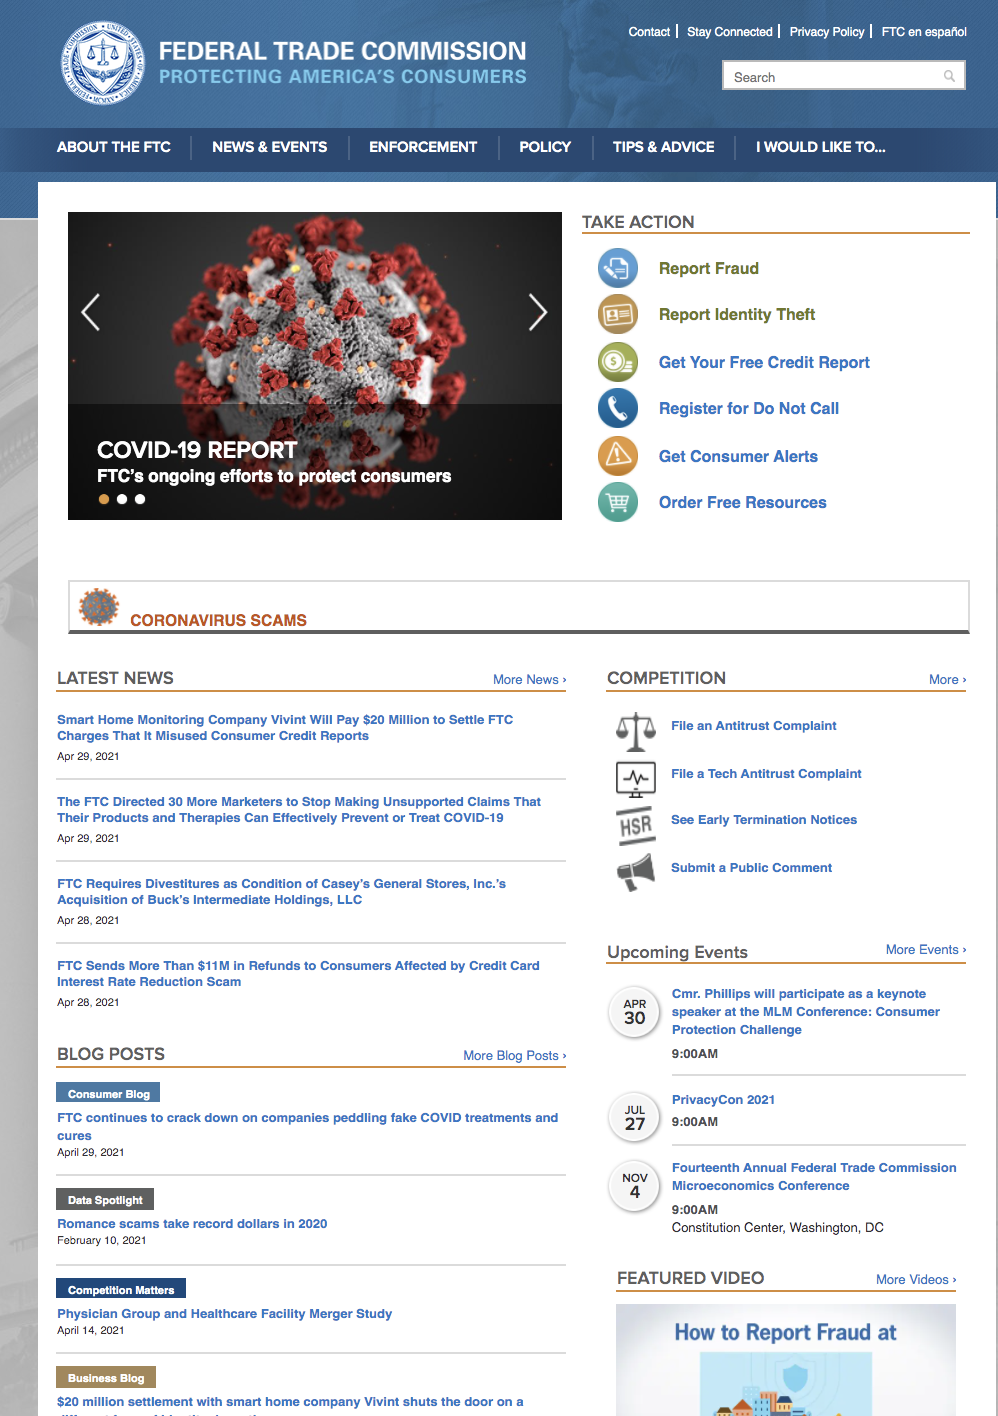 Contact | Stay Connected | Privacy Policy | FTC en español
FEDERAL TRADE COMMISSION
PROTECTING AMERICA'S CONSUMERS
Search
ABOUT THE FTC
NEWS & EVENTS
ENFORCEMENT
POLICY
TIPS & ADVICE
I WOULD LIKE TO...
COVID-19 REPORT
FTC's ongoing efforts to protect consumers
TAKE ACTION
Report Fraud
Report Identity Theft
Get Your Free Credit Report
Register for Do Not Call
Get Consumer Alerts
Order Free Resources
CORONAVIRUS SCAMS
LATEST NEWS
More News ›
Smart Home Monitoring Company Vivint Will Pay $20 Million to Settle FTC
Charges That It Misused Consumer Credit Reports
Apr 29, 2021
The FTC Directed 30 More Marketers to Stop Making Unsupported Claims That
Their Products and Therapies Can Effectively Prevent or Treat COVID-19
Apr 29, 2021
FTC Requires Divestitures as Condition of Casey's General Stores, Inc.'s
Acquisition of Buck's Intermediate Holdings, LLC
Apr 28, 2021
FTC Sends More Than $11M in Refunds to Consumers Affected by Credit Card
Interest Rate Reduction Scam
Apr 28, 2021
BLOG POSTS
More Blog Posts ›
Consumer Blog
FTC continues to crack down on companies peddling fake COVID treatments and
cures
April 29, 2021
Data Spotlight
Romance scams take record dollars in 2020
February 10, 2021
Competition Matters
Physician Group and Healthcare Facility Merger Study
April 14, 2021
Business Blog
$20 million settlement with smart home company Vivint shuts the door on a
COMPETITION
More ›
File an Antitrust Complaint
File a Tech Antitrust Complaint
HSR
See Early Termination Notices
Submit a Public Comment
Upcoming Events
More Events ›
APR
30
Cmr. Phillips will participate as a keynote
speaker at the MLM Conference: Consumer
Protection Challenge
9:00AM
JUL
27
PrivacyCon 2021
9:00AM
NOV
4
Fourteenth Annual Federal Trade Commission
Microeconomics Conference
9:00AM
Constitution Center, Washington, DC
FEATURED VIDEO
More Videos ›
How to Report Fraud at